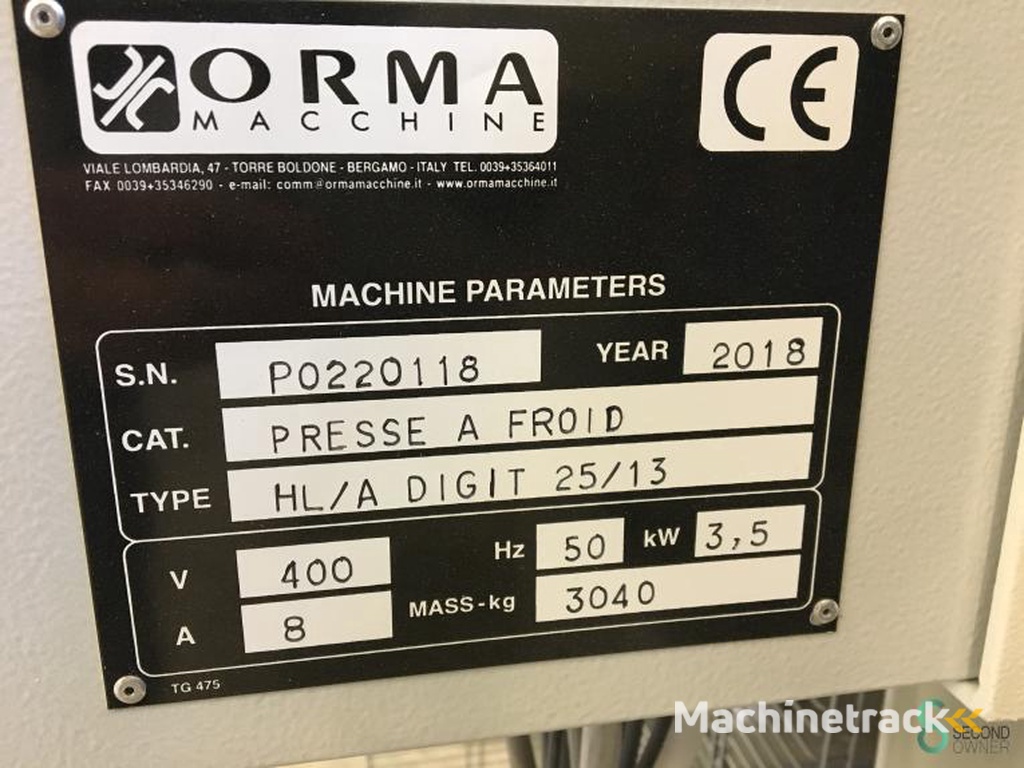 ORMA
MACCHINE
CE
VIALE LOMBARDIA, 47 - TORRE BOLDONE - BERGAMO - ITALY TEL. 0039+35364011
FAX 0039+35346290 - e-mail: comm@ormamacchine.it - www.ormamacchine.it
MACHINE PARAMETERS
S.N. P0220118 YEAR 2018
CAT. PRESSE A FROID
TYPE HL/A DIGIT 25/13
V 400 Hz 50 kW 3,5
A 8 MASS-kg 3040
TG 475
Machinetrack
SECOND
OWNER